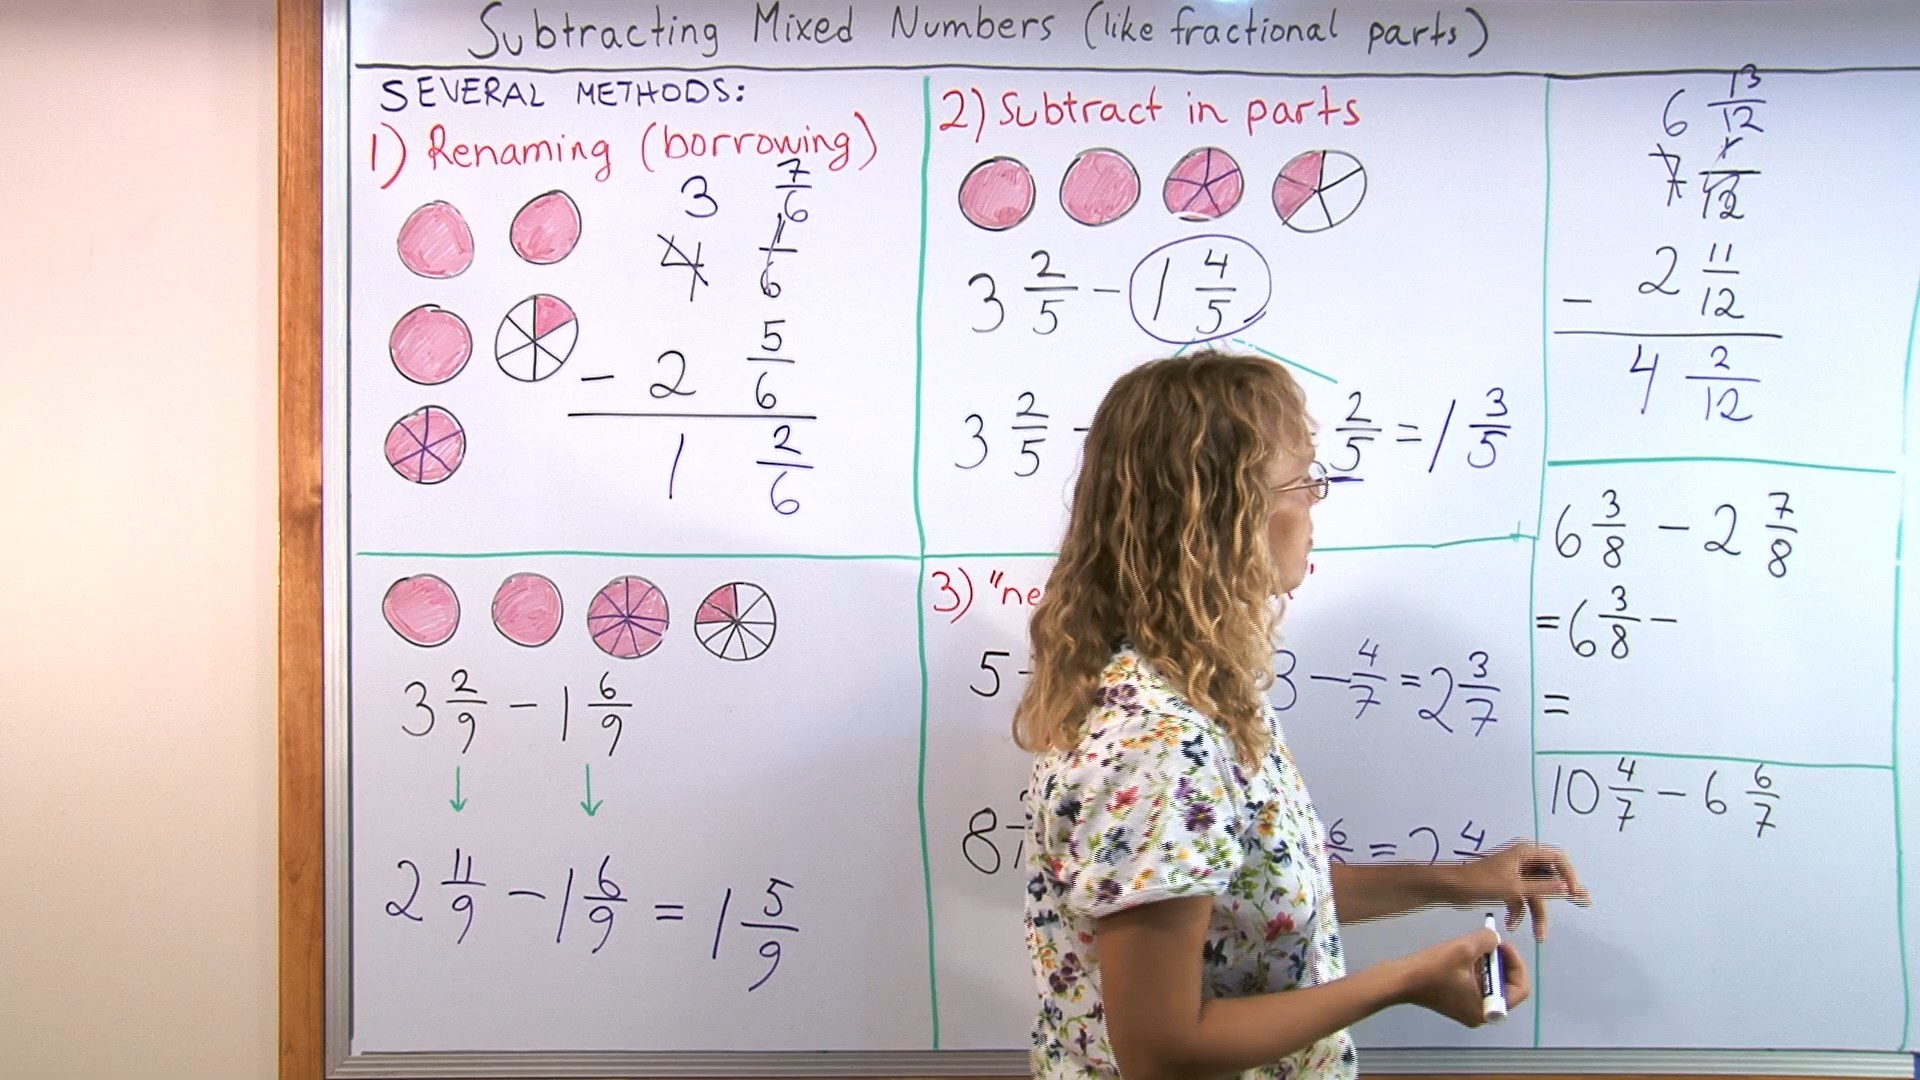 Subtracting Mixed Numbers (like fractional parts)
SEVERAL METHODS:
1) Renaming (borrowing)
3 7/6
4 1/6
- 2 5/6
1 2/6
3 2/9 - 1 6/9
2 11/9 - 1 6/9 = 1 5/9
2) Subtract in parts
3 2/5 - 1 4/5
3 2/5 - 2/5 = 1 3/5
3)
5 3 - 4/7 = 2 3/7
8 6 = 2 4
6 13/12
7 1/12
- 2 11/12
4 2/12
6 3/8 - 2 7/8
= 6 3/8 -
=
10 4/7 - 6 6/7